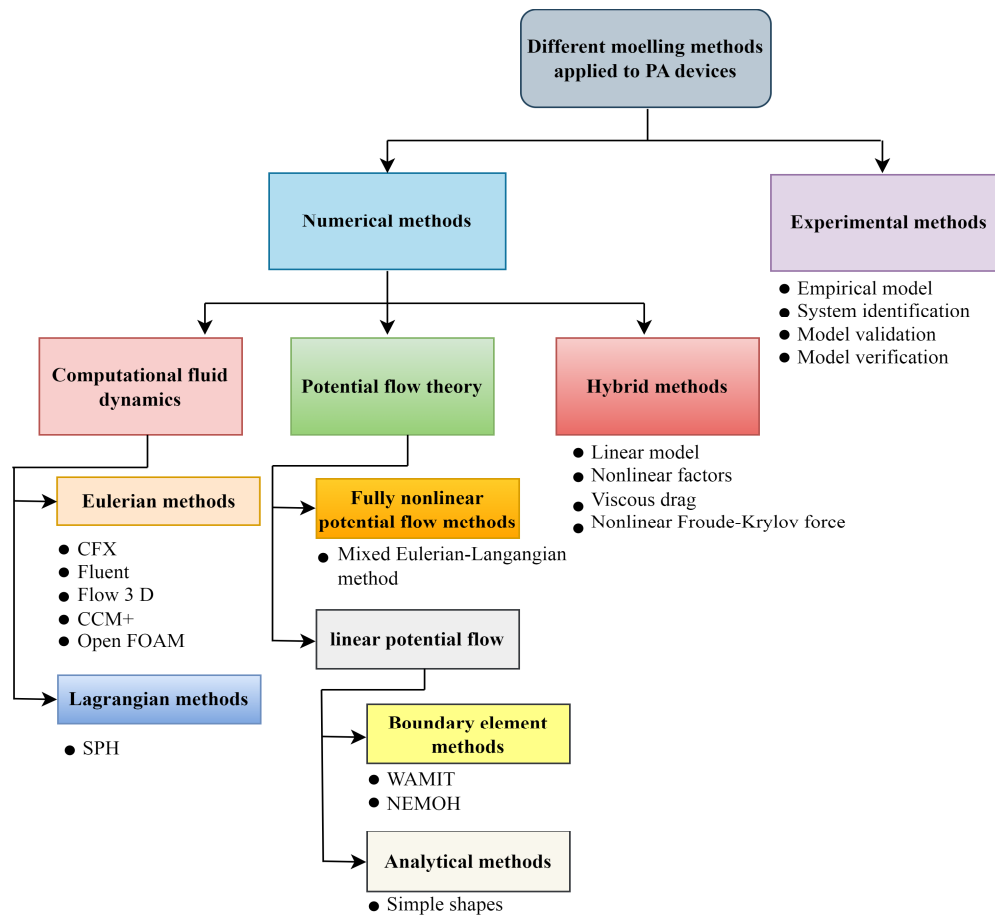 Different moelling methods
applied to PA devices
Numerical methods
Experimental methods
● Empirical model
● System identification
● Model validation
● Model verification
Computational fluid
dynamics
Potential flow theory
Hybrid methods
● Linear model
● Nonlinear factors
● Viscous drag
● Nonlinear Froude-Krylov force
Eulerian methods
● CFX
● Fluent
● Flow 3 D
● CCM+
● Open FOAM
Lagrangian methods
● SPH
Fully nonlinear
potential flow methods
● Mixed Eulerian-Langangian
method
linear potential flow
Boundary element
methods
● WAMIT
● NEMOH
Analytical methods
● Simple shapes